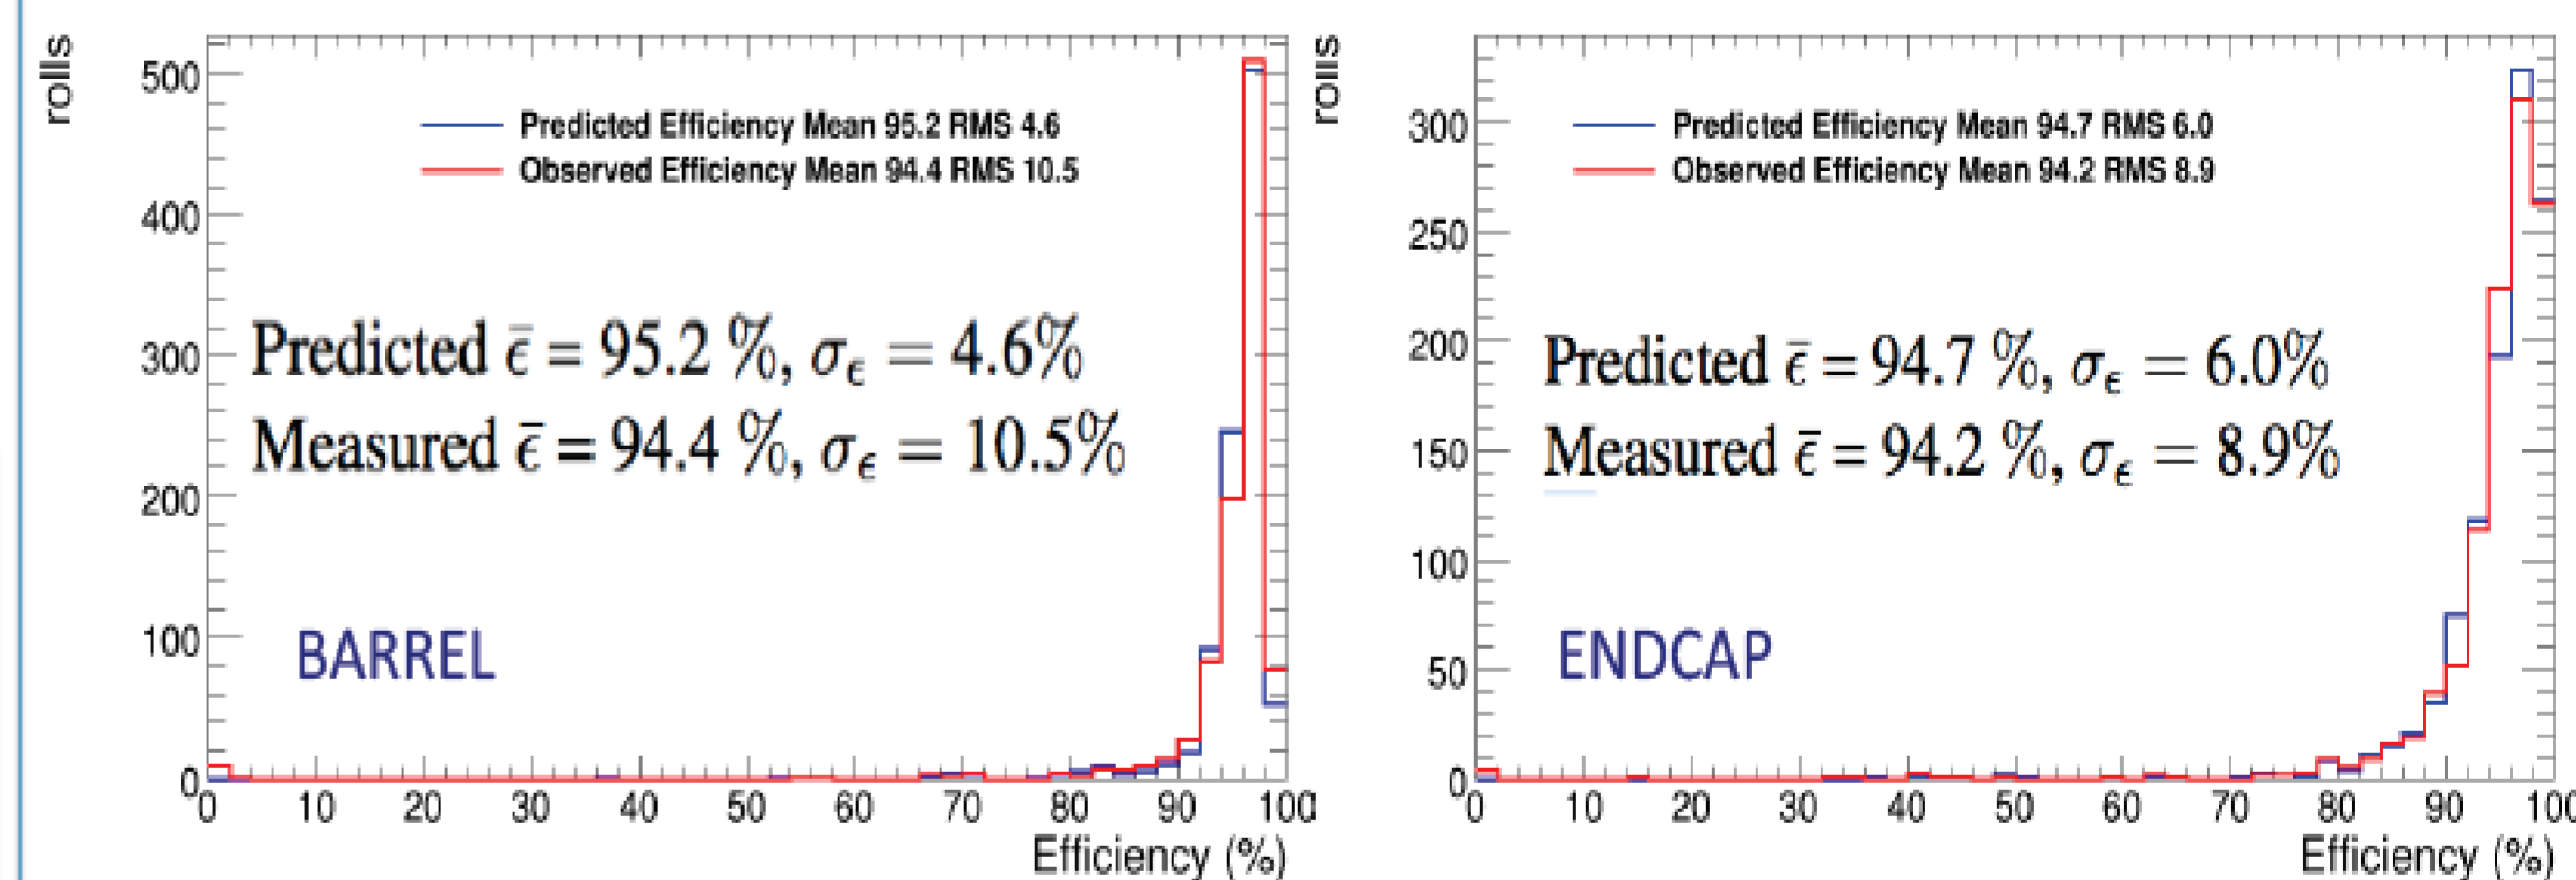 rolls
500
400
300
200
100
0
Predicted Efficiency Mean 95.2 RMS 4.6
Observed Efficiency Mean 94.4 RMS 10.5
Predicted ε̄ = 95.2 %, σ_ε = 4.6%
Measured ε̄ = 94.4 %, σ_ε = 10.5%
BARREL
0 10 20 30 40 50 60 70 80 90 100
Efficiency (%)
rolls
300
250
200
150
100
50
0
Predicted Efficiency Mean 94.7 RMS 6.0
Observed Efficiency Mean 94.2 RMS 8.9
Predicted ε̄ = 94.7 %, σ_ε = 6.0%
Measured ε̄ = 94.2 %, σ_ε = 8.9%
ENDCAP
0 10 20 30 40 50 60 70 80 90 100
Efficiency (%)